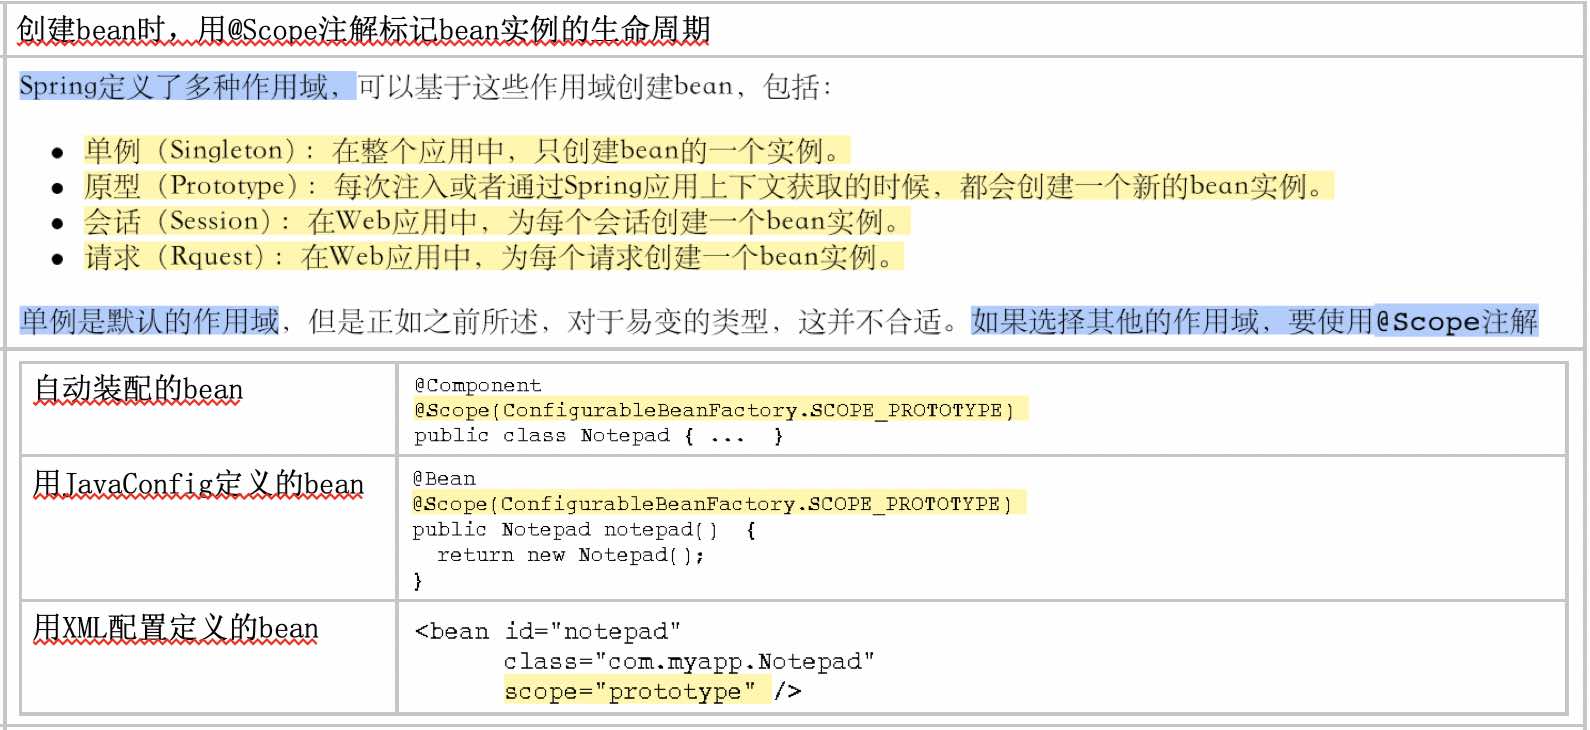 创建bean时，用@Scope注解标记bean实例的生命周期
Spring定义了多种作用域，可以基于这些作用域创建bean，包括：
● 单例（Singleton）：在整个应用中，只创建bean的一个实例。
● 原型（Prototype）：每次注入或者通过Spring应用上下文获取的时候，都会创建一个新的bean实例。
● 会话（Session）：在Web应用中，为每个会话创建一个bean实例。
● 请求（Rquest）：在Web应用中，为每个请求创建一个bean实例。
单例是默认的作用域，但是正如之前所述，对于易变的类型，这并不合适。如果选择其他的作用域，要使用@Scope注解
自动装配的bean
@Component
@Scope(ConfigurableBeanFactory.SCOPE_PROTOTYPE)
public class Notepad { ... }
用JavaConfig定义的bean
@Bean
@Scope(ConfigurableBeanFactory.SCOPE_PROTOTYPE)
public Notepad notepad() {
return new Notepad();
}
用XML配置定义的bean
<bean id="notepad"
class="com.myapp.Notepad"
scope="prototype" />